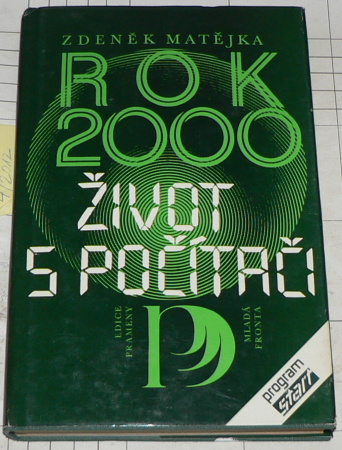 ZDENĚK MATĚJKA
ROK
2000
ŽIVOT
S POČÍTAČI
EDICE
PRAMENY
MLADÁ
FRONTA
program
start